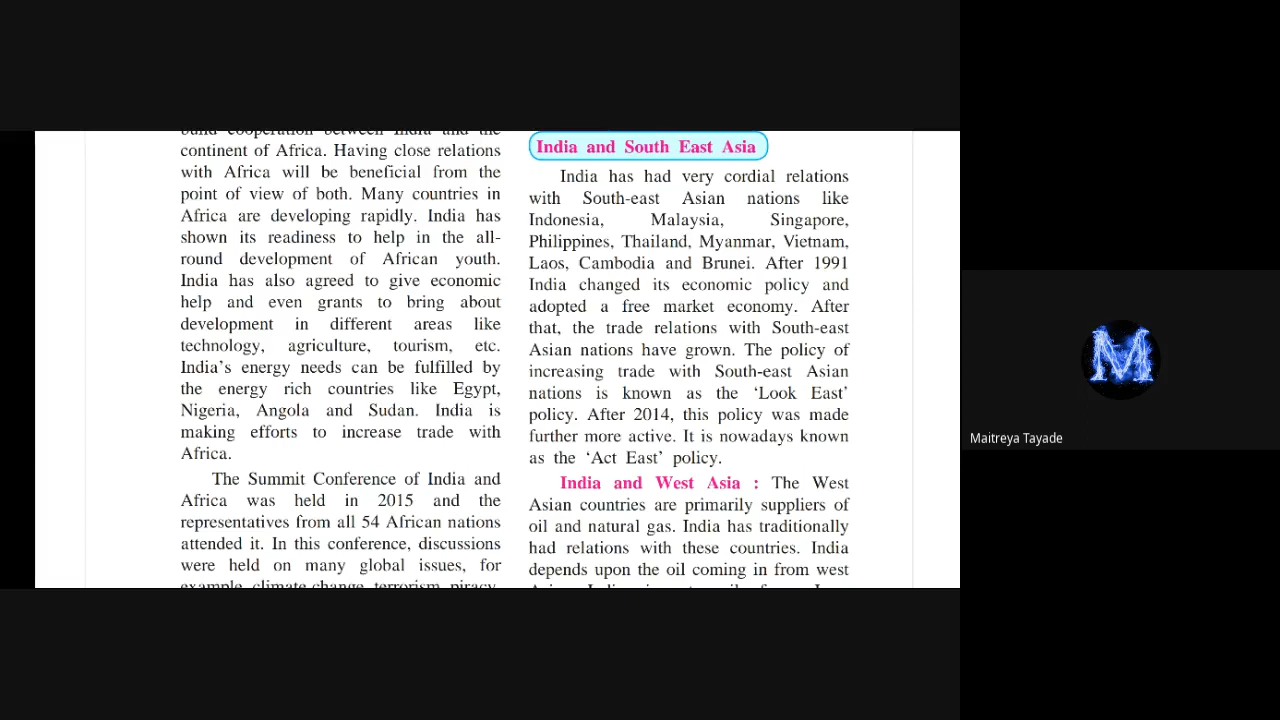 build cooperation between India and the
continent of Africa. Having close relations
with Africa will be beneficial from the
point of view of both. Many countries in
Africa are developing rapidly. India has
shown its readiness to help in the all-
round development of African youth.
India has also agreed to give economic
help and even grants to bring about
development in different areas like
technology, agriculture, tourism, etc.
India's energy needs can be fulfilled by
the energy rich countries like Egypt,
Nigeria, Angola and Sudan. India is
making efforts to increase trade with
Africa.
The Summit Conference of India and
Africa was held in 2015 and the
representatives from all 54 African nations
attended it. In this conference, discussions
were held on many global issues, for
example climate change, terrorism, piracy,
India and South East Asia
India has had very cordial relations
with South-east Asian nations like
Indonesia, Malaysia, Singapore,
Philippines, Thailand, Myanmar, Vietnam,
Laos, Cambodia and Brunei. After 1991
India changed its economic policy and
adopted a free market economy. After
that, the trade relations with South-east
Asian nations have grown. The policy of
increasing trade with South-east Asian
nations is known as the 'Look East'
policy. After 2014, this policy was made
further more active. It is nowadays known
as the 'Act East' policy.
India and West Asia : The West
Asian countries are primarily suppliers of
oil and natural gas. India has traditionally
had relations with these countries. India
depends upon the oil coming in from west
M
Maitreya Tayade